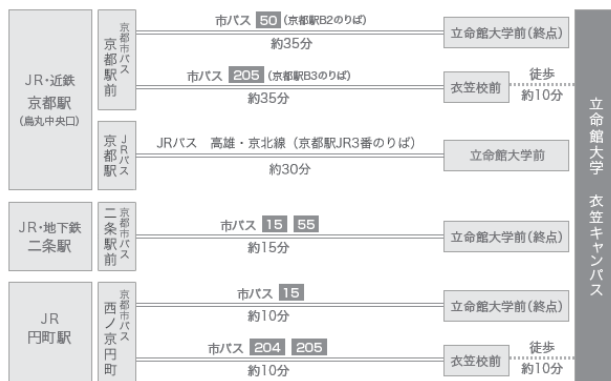 JR・近鉄
京都駅
(烏丸中央口)
京都市バス
京都駅前
市バス 50 (京都駅B2のりば)
約35分
立命館大学前(終点)
市バス 205 (京都駅B3のりば)
約35分
衣笠校前
徒歩
約10分
JRバス
京都駅
JRバス 高雄・京北線(京都駅JR3番のりば)
約30分
立命館大学前
JR・地下鉄
二条駅
京都市バス
二条駅前
市バス 15 55
約15分
立命館大学前(終点)
JR
円町駅
京都市バス
西ノ京円町
市バス 15
約10分
立命館大学前(終点)
市バス 204 205
約10分
衣笠校前
徒歩
約10分
立命館大学 衣笠キャンパス